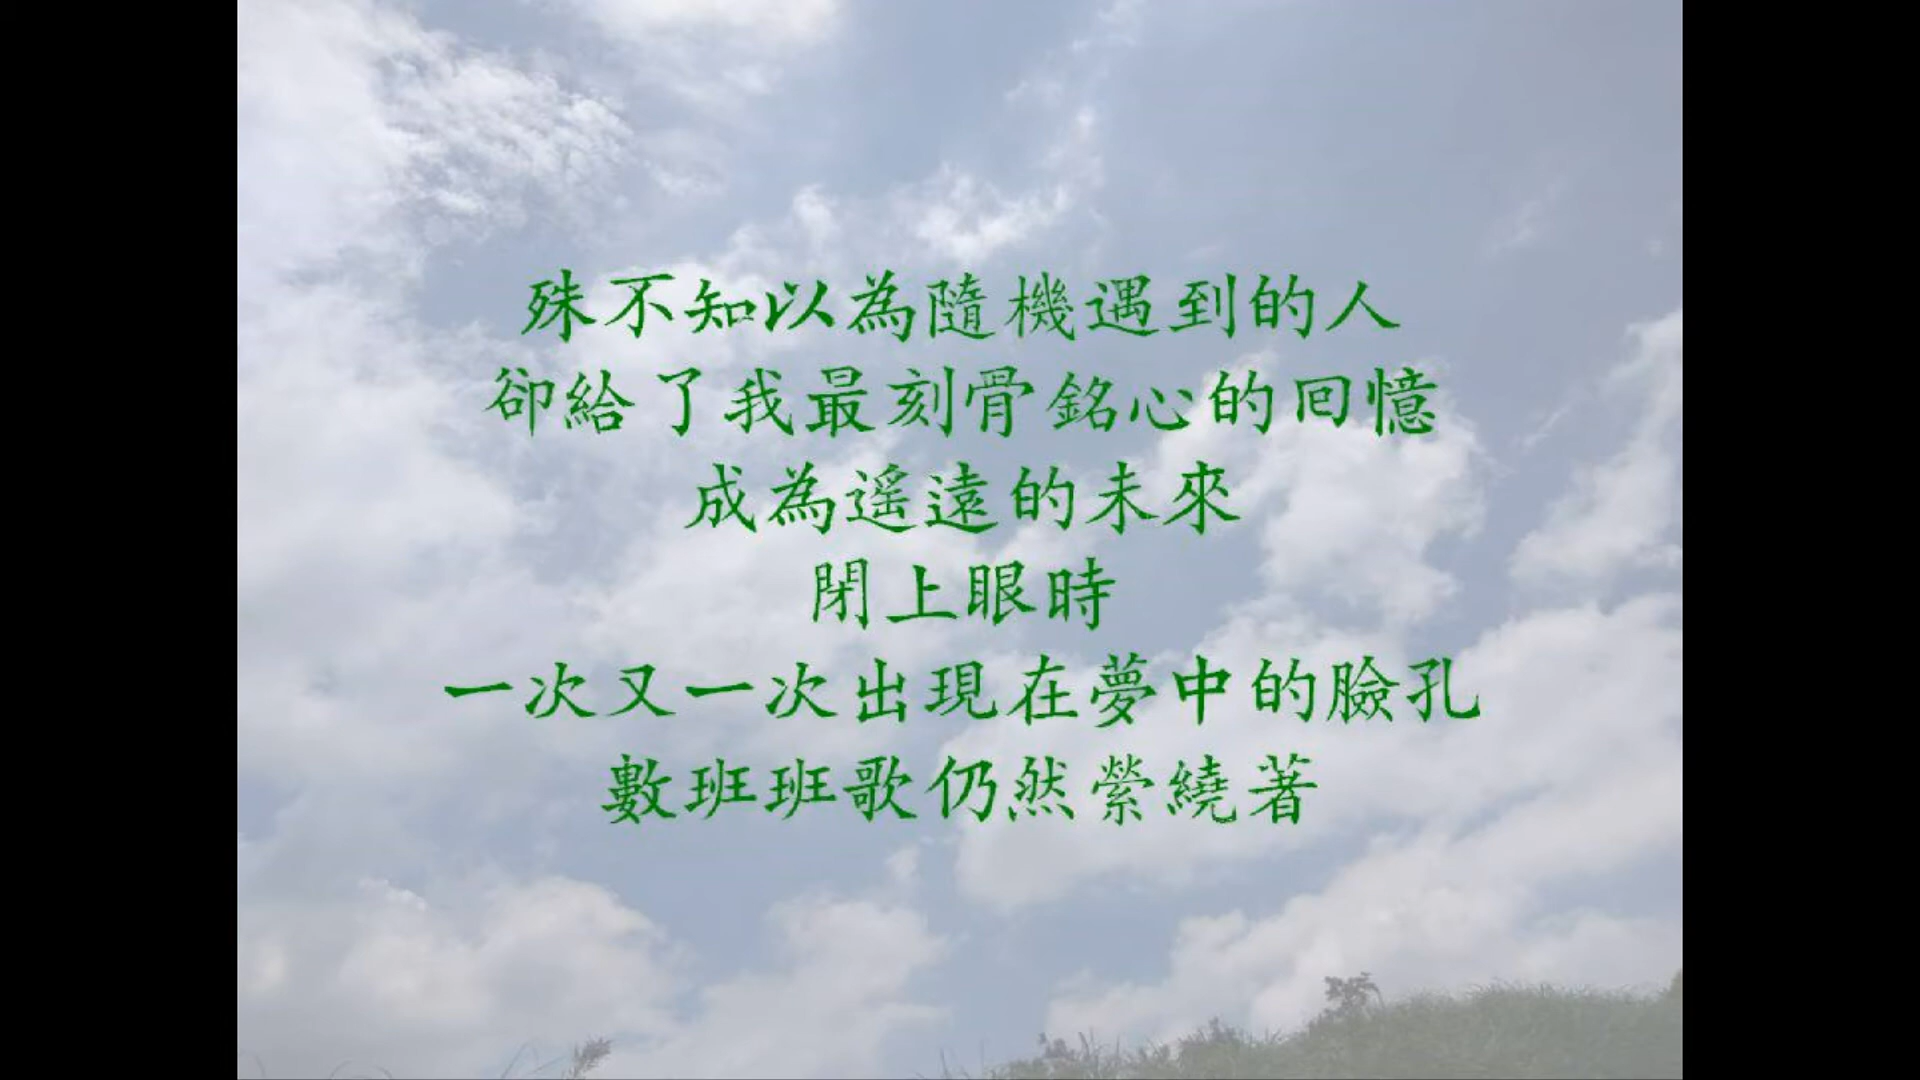 殊不知以為隨機遇到的人
卻給了我最刻骨銘心的回憶
成為遙遠的未來
閉上眼時
一次又一次出現在夢中的臉孔
數班班歌仍然縈繞著